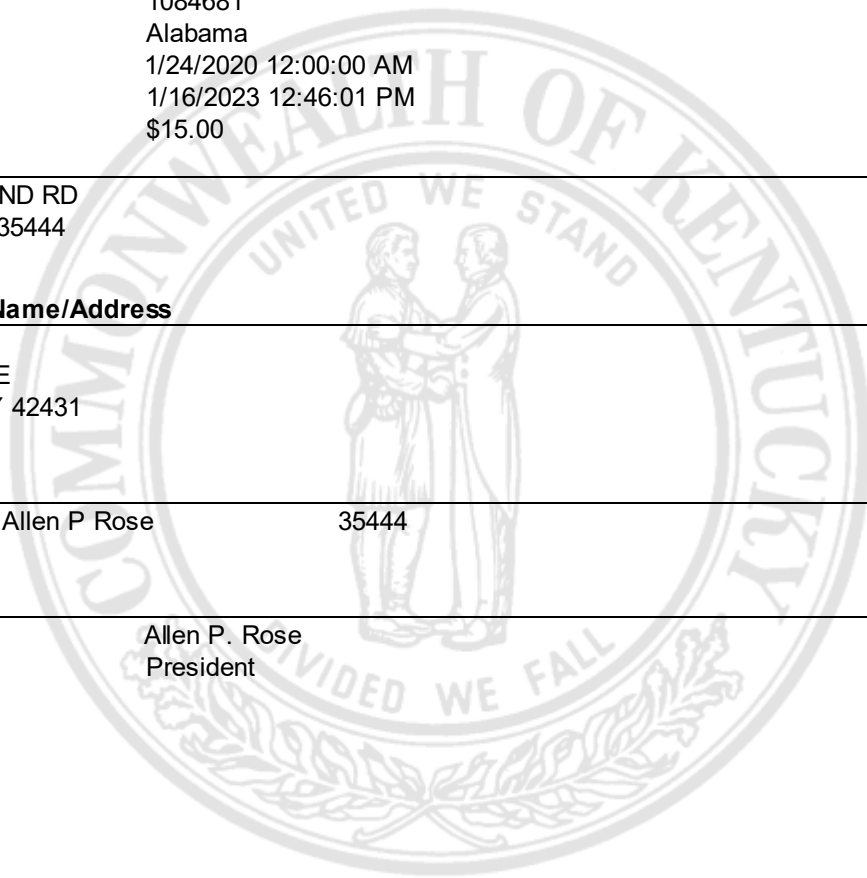 1084681
Alabama
1/24/2020 12:00:00 AM
1/16/2023 12:46:01 PM
$15.00
ND RD
35444
Name/Address
E
42431
Allen P Rose 35444
Allen P. Rose
President
COMMONWEALTH OF KENTUCKY
UNITED WE STAND
DIVIDED WE FALL